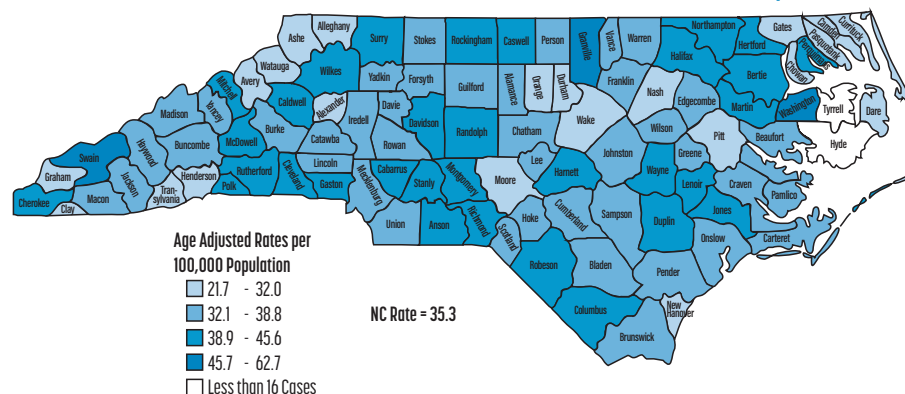 Ashe
Alleghany
Surry
Stokes
Rockingham
Caswell
Person
Granville
Vance
Warren
Northampton
Gates
Camden
Currituck
Pasquotank
Perquimans
Chowan
Hertford
Halifax
Bertie
Watauga
Wilkes
Yadkin
Forsyth
Guilford
Alamance
Orange
Durham
Franklin
Nash
Edgecombe
Martin
Washington
Tyrrell
Dare
Mitchell
Avery
Caldwell
Alexander
Iredell
Davie
Davidson
Randolph
Chatham
Wake
Wilson
Pitt
Beaufort
Hyde
Madison
Yancey
Burke
Catawba
Rowan
Johnston
Greene
Swain
Haywood
Buncombe
McDowell
Lincoln
Lee
Wayne
Lenoir
Craven
Pamlico
Graham
Jackson
Henderson
Rutherford
Cleveland
Gaston
Mecklenburg
Cabarrus
Stanly
Montgomery
Moore
Harnett
Cherokee
Clay
Macon
Tran-
sylvania
Polk
Union
Anson
Richmond
Scotland
Hoke
Cumberland
Sampson
Duplin
Jones
Onslow
Carteret
Robeson
Bladen
Pender
Columbus
Brunswick
New
Hanover
Age Adjusted Rates per
100,000 Population
21.7 - 32.0
32.1 - 38.8
38.9 - 45.6
45.7 - 62.7
Less than 16 Cases
NC Rate = 35.3